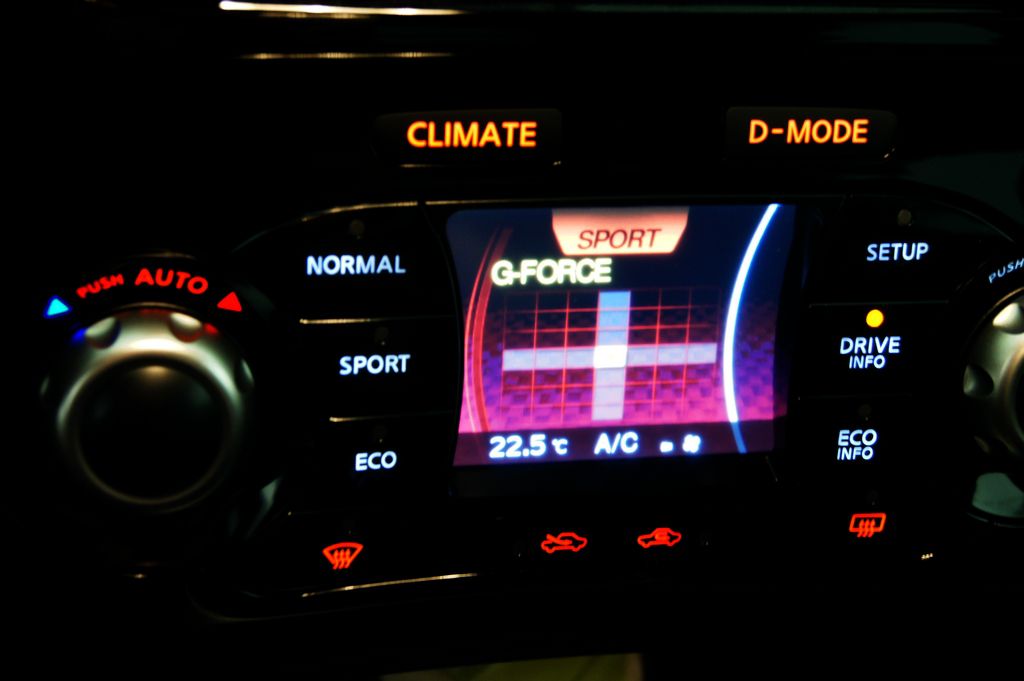 CLIMATE
D-MODE
SPORT
G-FORCE
NORMAL
SETUP
PUSH AUTO
PUSH
SPORT
DRIVE
INFO
ECO
ECO
INFO
22.5°C A/C